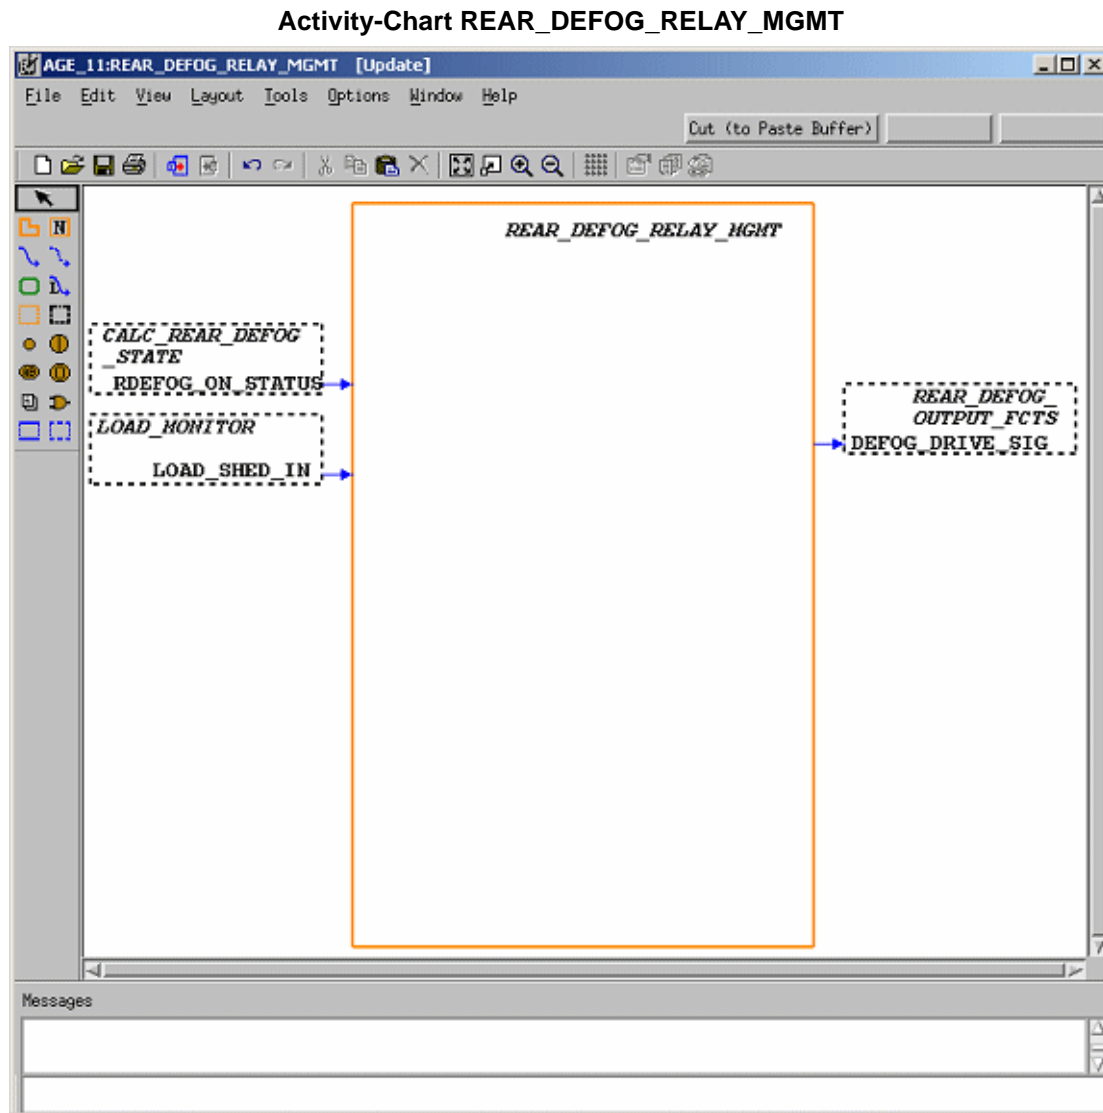 Activity-Chart REAR_DEFOG_RELAY_MGMT
AGE_11:REAR_DEFOG_RELAY_MGMT [Update]
File Edit View Layout Tools Options Window Help
Cut (to Paste Buffer)
N
REAR_DEFOG_RELAY_MGMT
CALC_REAR_DEFOG
_STATE
RDEFOG_ON_STATUS
LOAD_MONITOR
LOAD_SHED_IN
REAR_DEFOG_
OUTPUT_FCTS
DEFOG_DRIVE_SIG
Messages